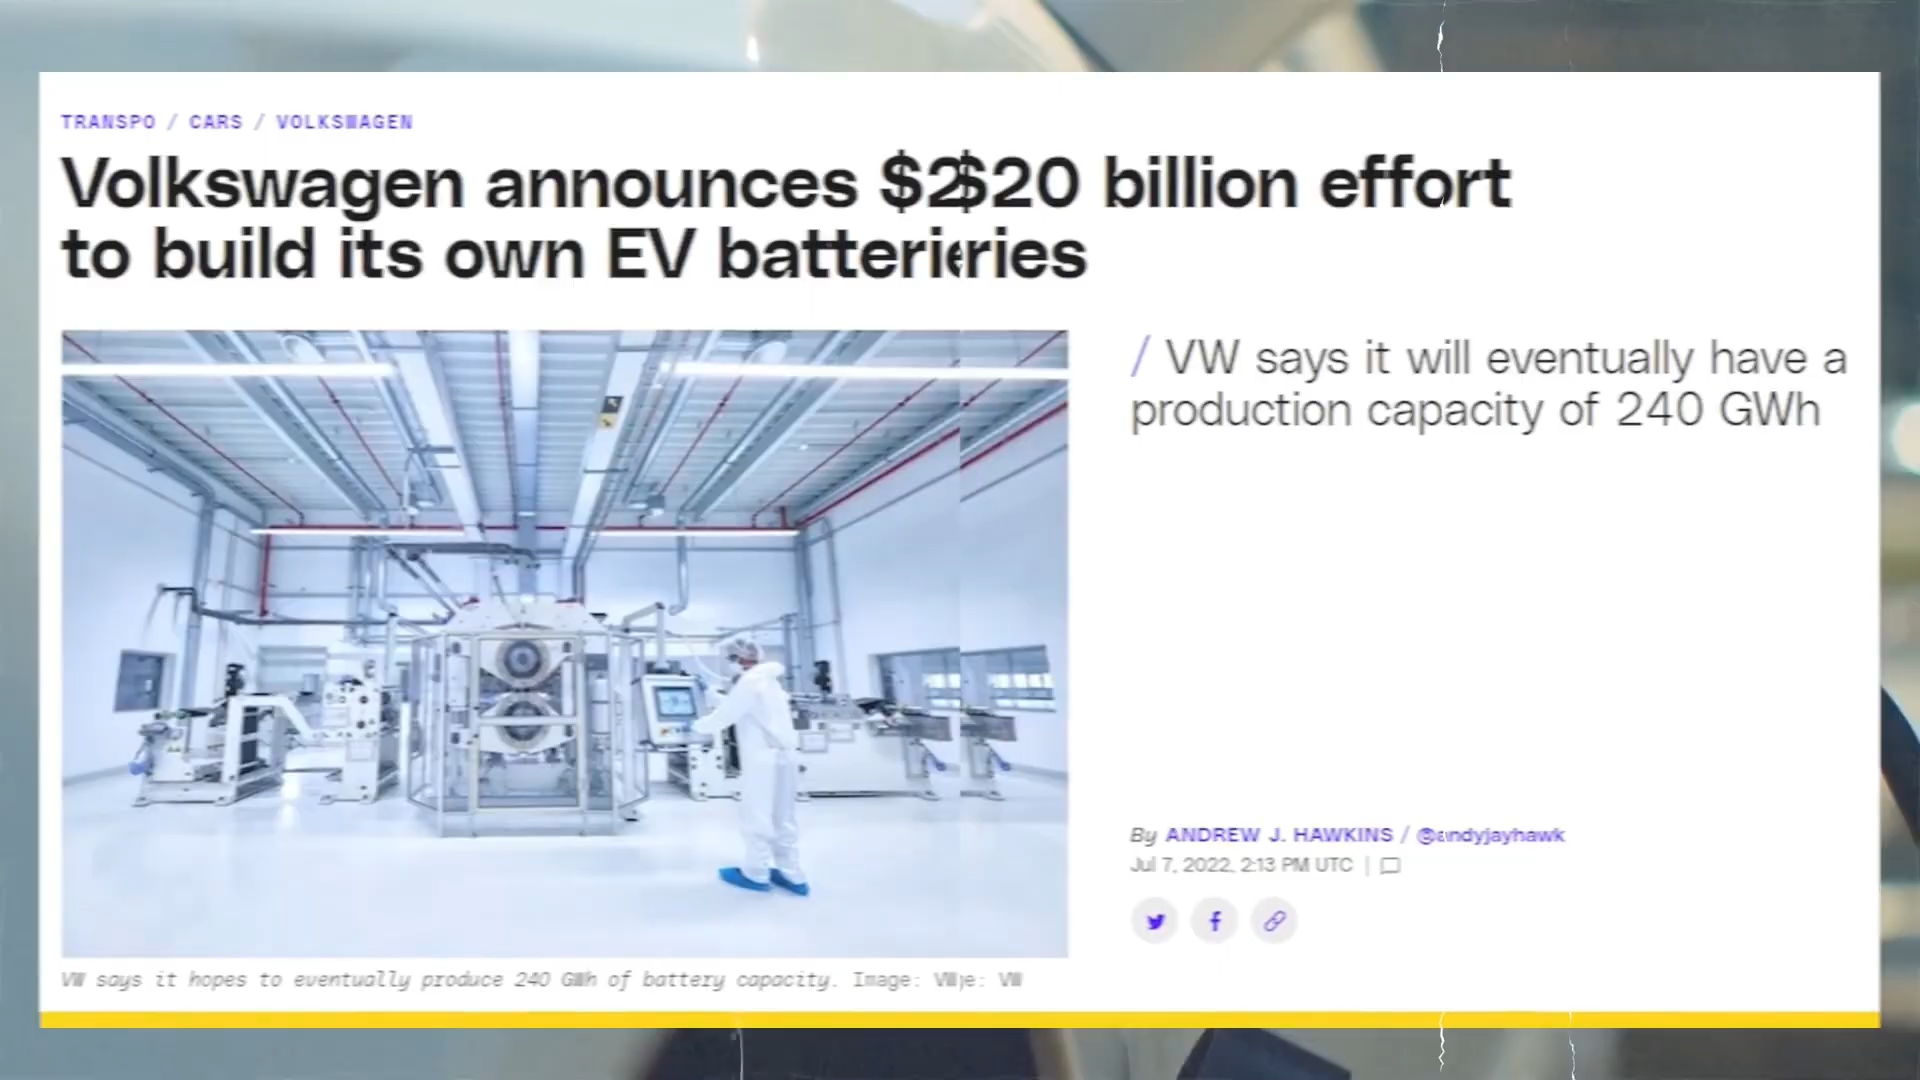 TRANSPO / CARS / VOLKSWAGEN
Volkswagen announces $2$20 billion effort
to build its own EV batterieries
/ VW says it will eventually have a
production capacity of 240 GWh
By ANDREW J. HAWKINS / @andyjayhawk
Jul 7, 2022, 2:13 PM UTC |
VW says it hopes to eventually produce 240 GWh of battery capacity. Image: VWje: VW